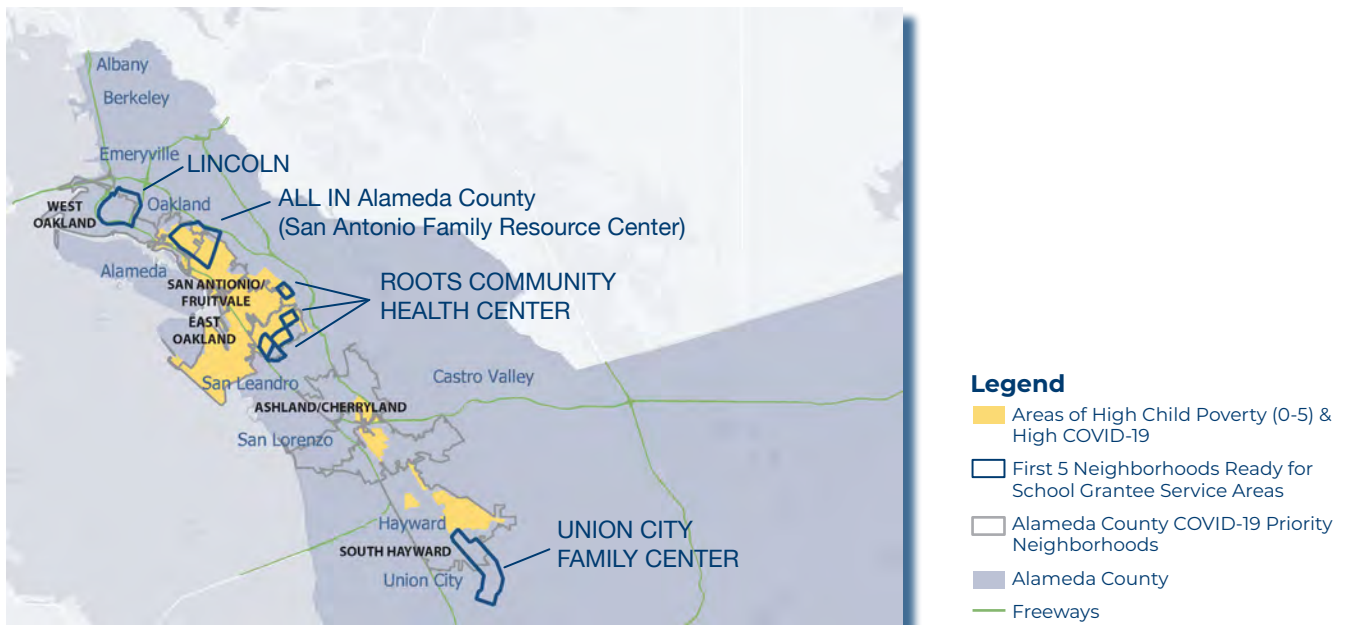 Albany
Berkeley
Emeryville
LINCOLN
WEST
OAKLAND
Oakland
ALL IN Alameda County
(San Antonio Family Resource Center)
Alameda
SAN ANTONIO/
FRUITVALE
ROOTS COMMUNITY
HEALTH CENTER
EAST
OAKLAND
San Leandro
Castro Valley
ASHLAND/CHERRYLAND
San Lorenzo
Hayward
SOUTH HAYWARD
UNION CITY
FAMILY CENTER
Union City
Legend
Areas of High Child Poverty (0-5) &
High COVID-19
First 5 Neighborhoods Ready for
School Grantee Service Areas
Alameda County COVID-19 Priority
Neighborhoods
Alameda County
Freeways